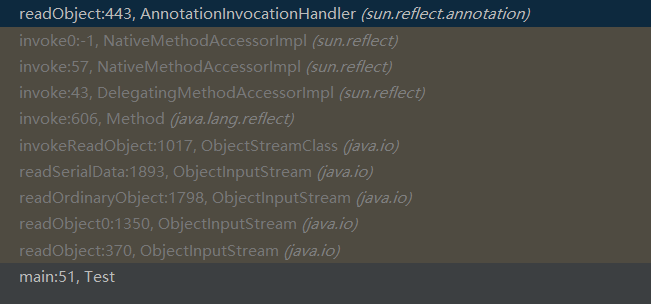 readObject:443, AnnotationInvocationHandler (sun.reflect.annotation)
invoke0:-1, NativeMethodAccessorImpl (sun.reflect)
invoke:57, NativeMethodAccessorImpl (sun.reflect)
invoke:43, DelegatingMethodAccessorImpl (sun.reflect)
invoke:606, Method (java.lang.reflect)
invokeReadObject:1017, ObjectStreamClass (java.io)
readSerialData:1893, ObjectInputStream (java.io)
readOrdinaryObject:1798, ObjectInputStream (java.io)
readObject0:1350, ObjectInputStream (java.io)
readObject:370, ObjectInputStream (java.io)
main:51, Test